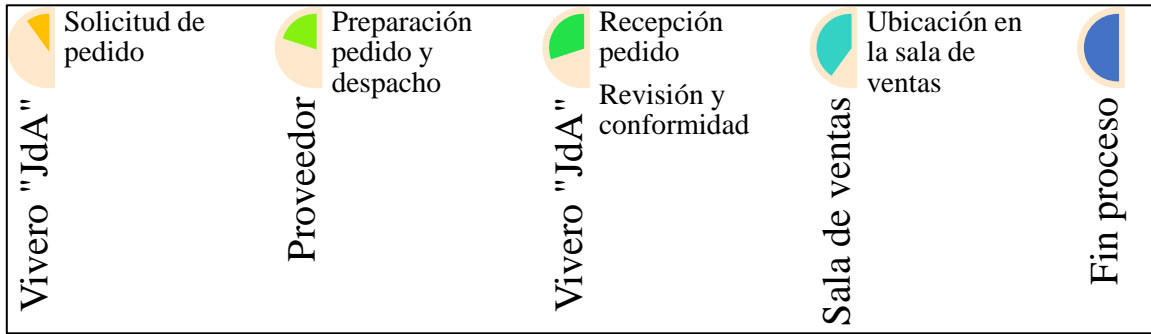 Vivero "JdA"
Solicitud de
pedido
Proveedor
Preparación
pedido y
despacho
Vivero "JdA"
Recepción
pedido
Revisión y
conformidad
Sala de ventas
Ubicación en
la sala de
ventas
Fin proceso